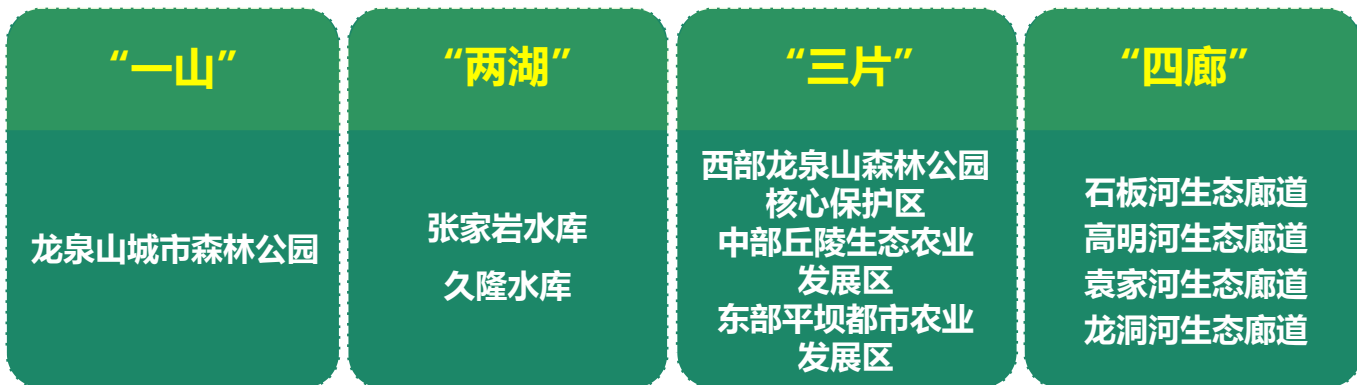 “一山”
龙泉山城市森林公园
“两湖”
张家岩水库
久隆水库
“三片”
西部龙泉山森林公园
核心保护区
中部丘陵生态农业
发展区
东部平坝都市农业
发展区
“四廊”
石板河生态廊道
高明河生态廊道
袁家河生态廊道
龙洞河生态廊道